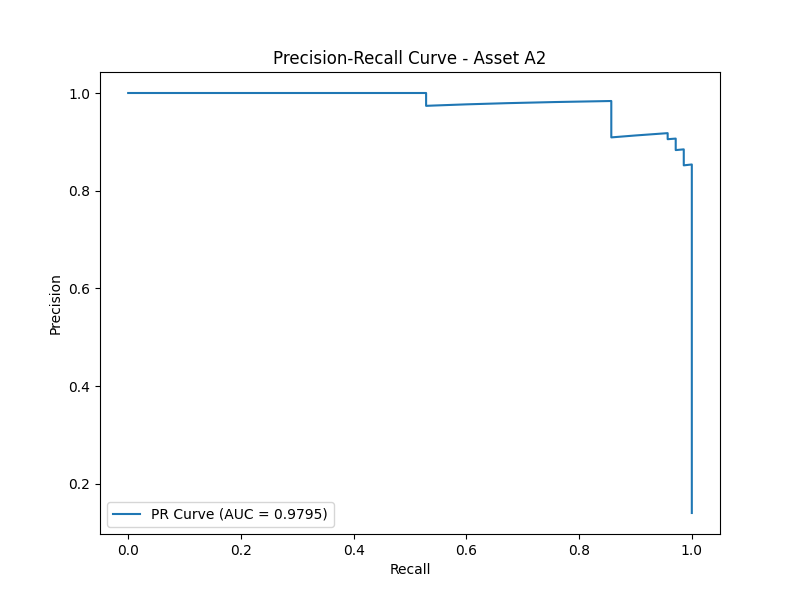 Precision-Recall Curve - Asset A2
1.0
0.8
0.6
0.4
0.2
Precision
PR Curve (AUC = 0.9795)
0.0
0.2
0.4
0.6
0.8
1.0
Recall